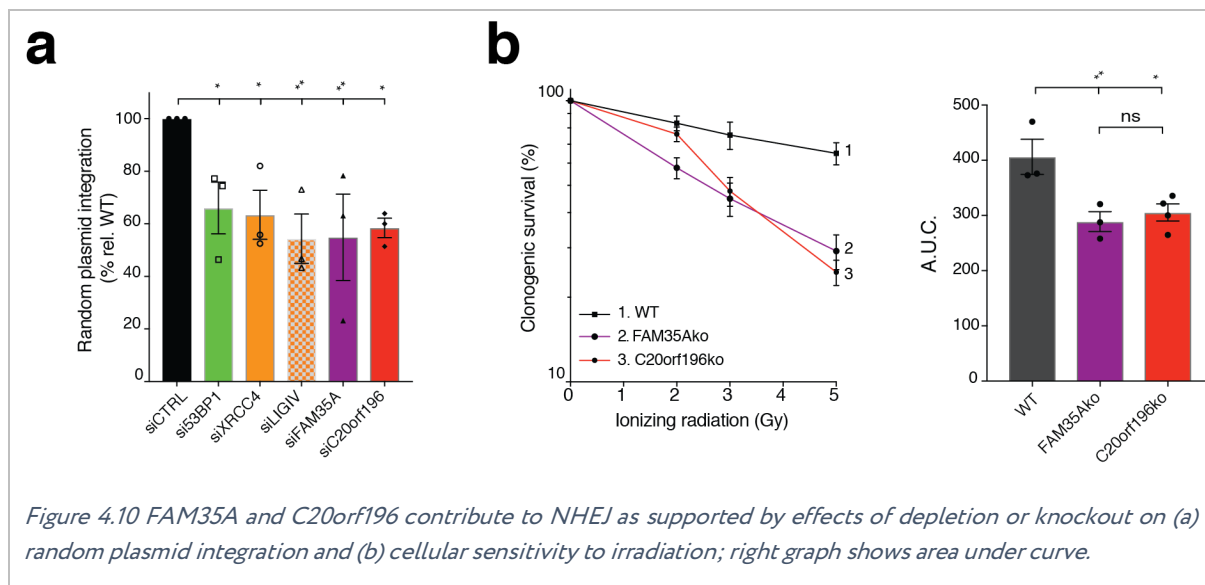 a
* * ** ** *
Random plasmid integration
(% rel. WT)
100
80
60
40
20
0
siCTRL
si53BP1
siXRCC4
siLIGIV
siFAM35A
siC20orf196
b
Clonogenic survival (%)
100
10
1
2
3
1. WT
2. FAM35Ako
3. C20orf196ko
0 1 2 3 4 5
Ionizing radiation (Gy)
** *
ns
A.U.C.
500
400
300
200
300
0
WT
FAM35Ako
C20orf196ko
Figure 4.10 FAM35A and C20orf196 contribute to NHEJ as supported by effects of depletion or knockout on (a)
random plasmid integration and (b) cellular sensitivity to irradiation; right graph shows area under curve.